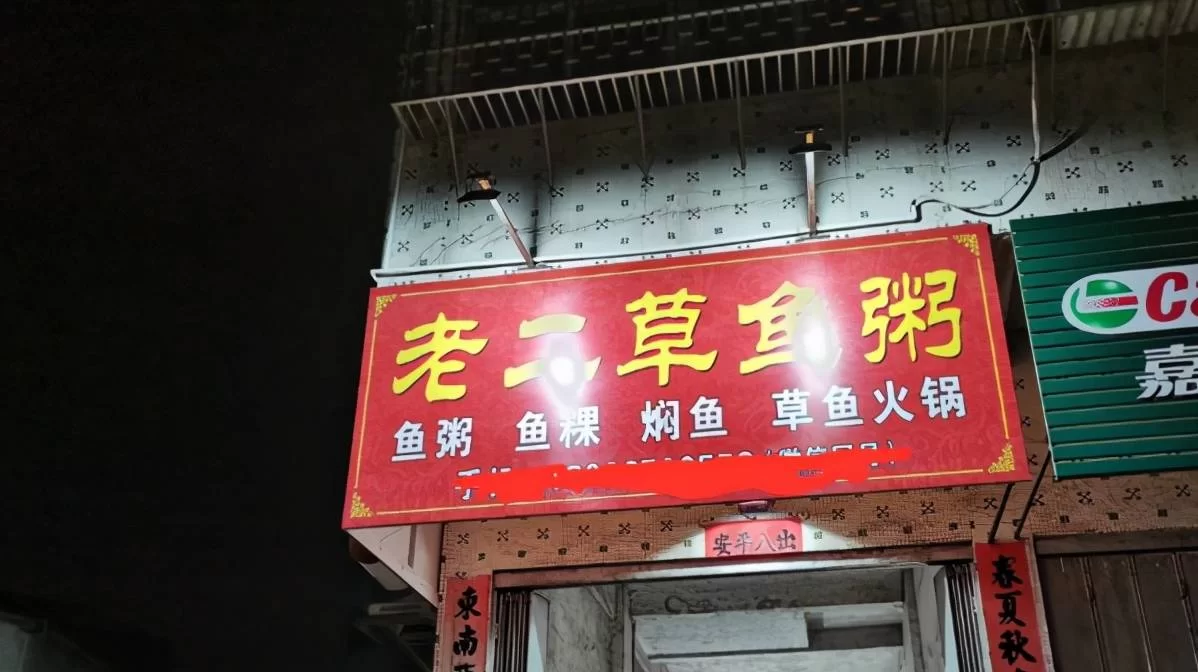 老二草鱼粥
鱼粥 鱼粿 焖鱼 草鱼火锅
安平八出
東南
春夏秋
嘉